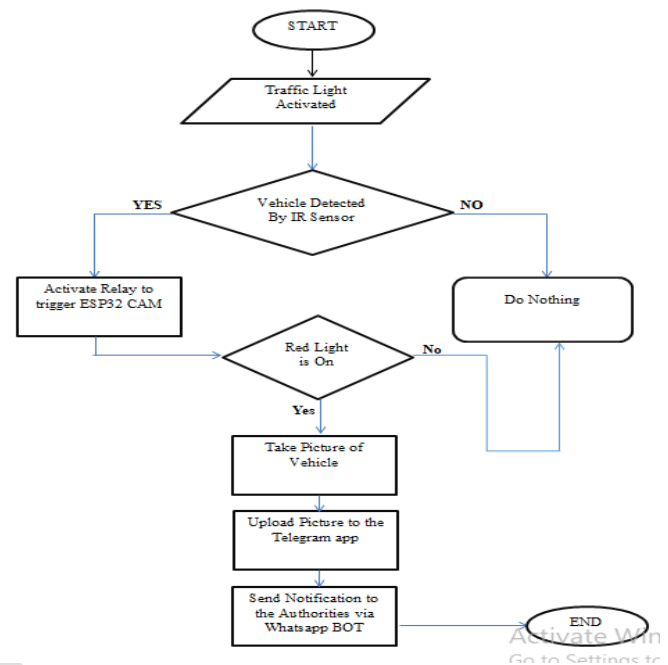 START
Traffic Light
Activated
YES
Vehicle Detected
By IR Sensor
NO
Activate Relay to
trigger ESP32 CAM
Do Nothing
Red Light
is On
No
Yes
Take Picture of
Vehicle
Upload Picture to the
Telegram app
Send Notification to
the Authorities via
Whatsapp BOT
END
Activate Win
Go to Settings to